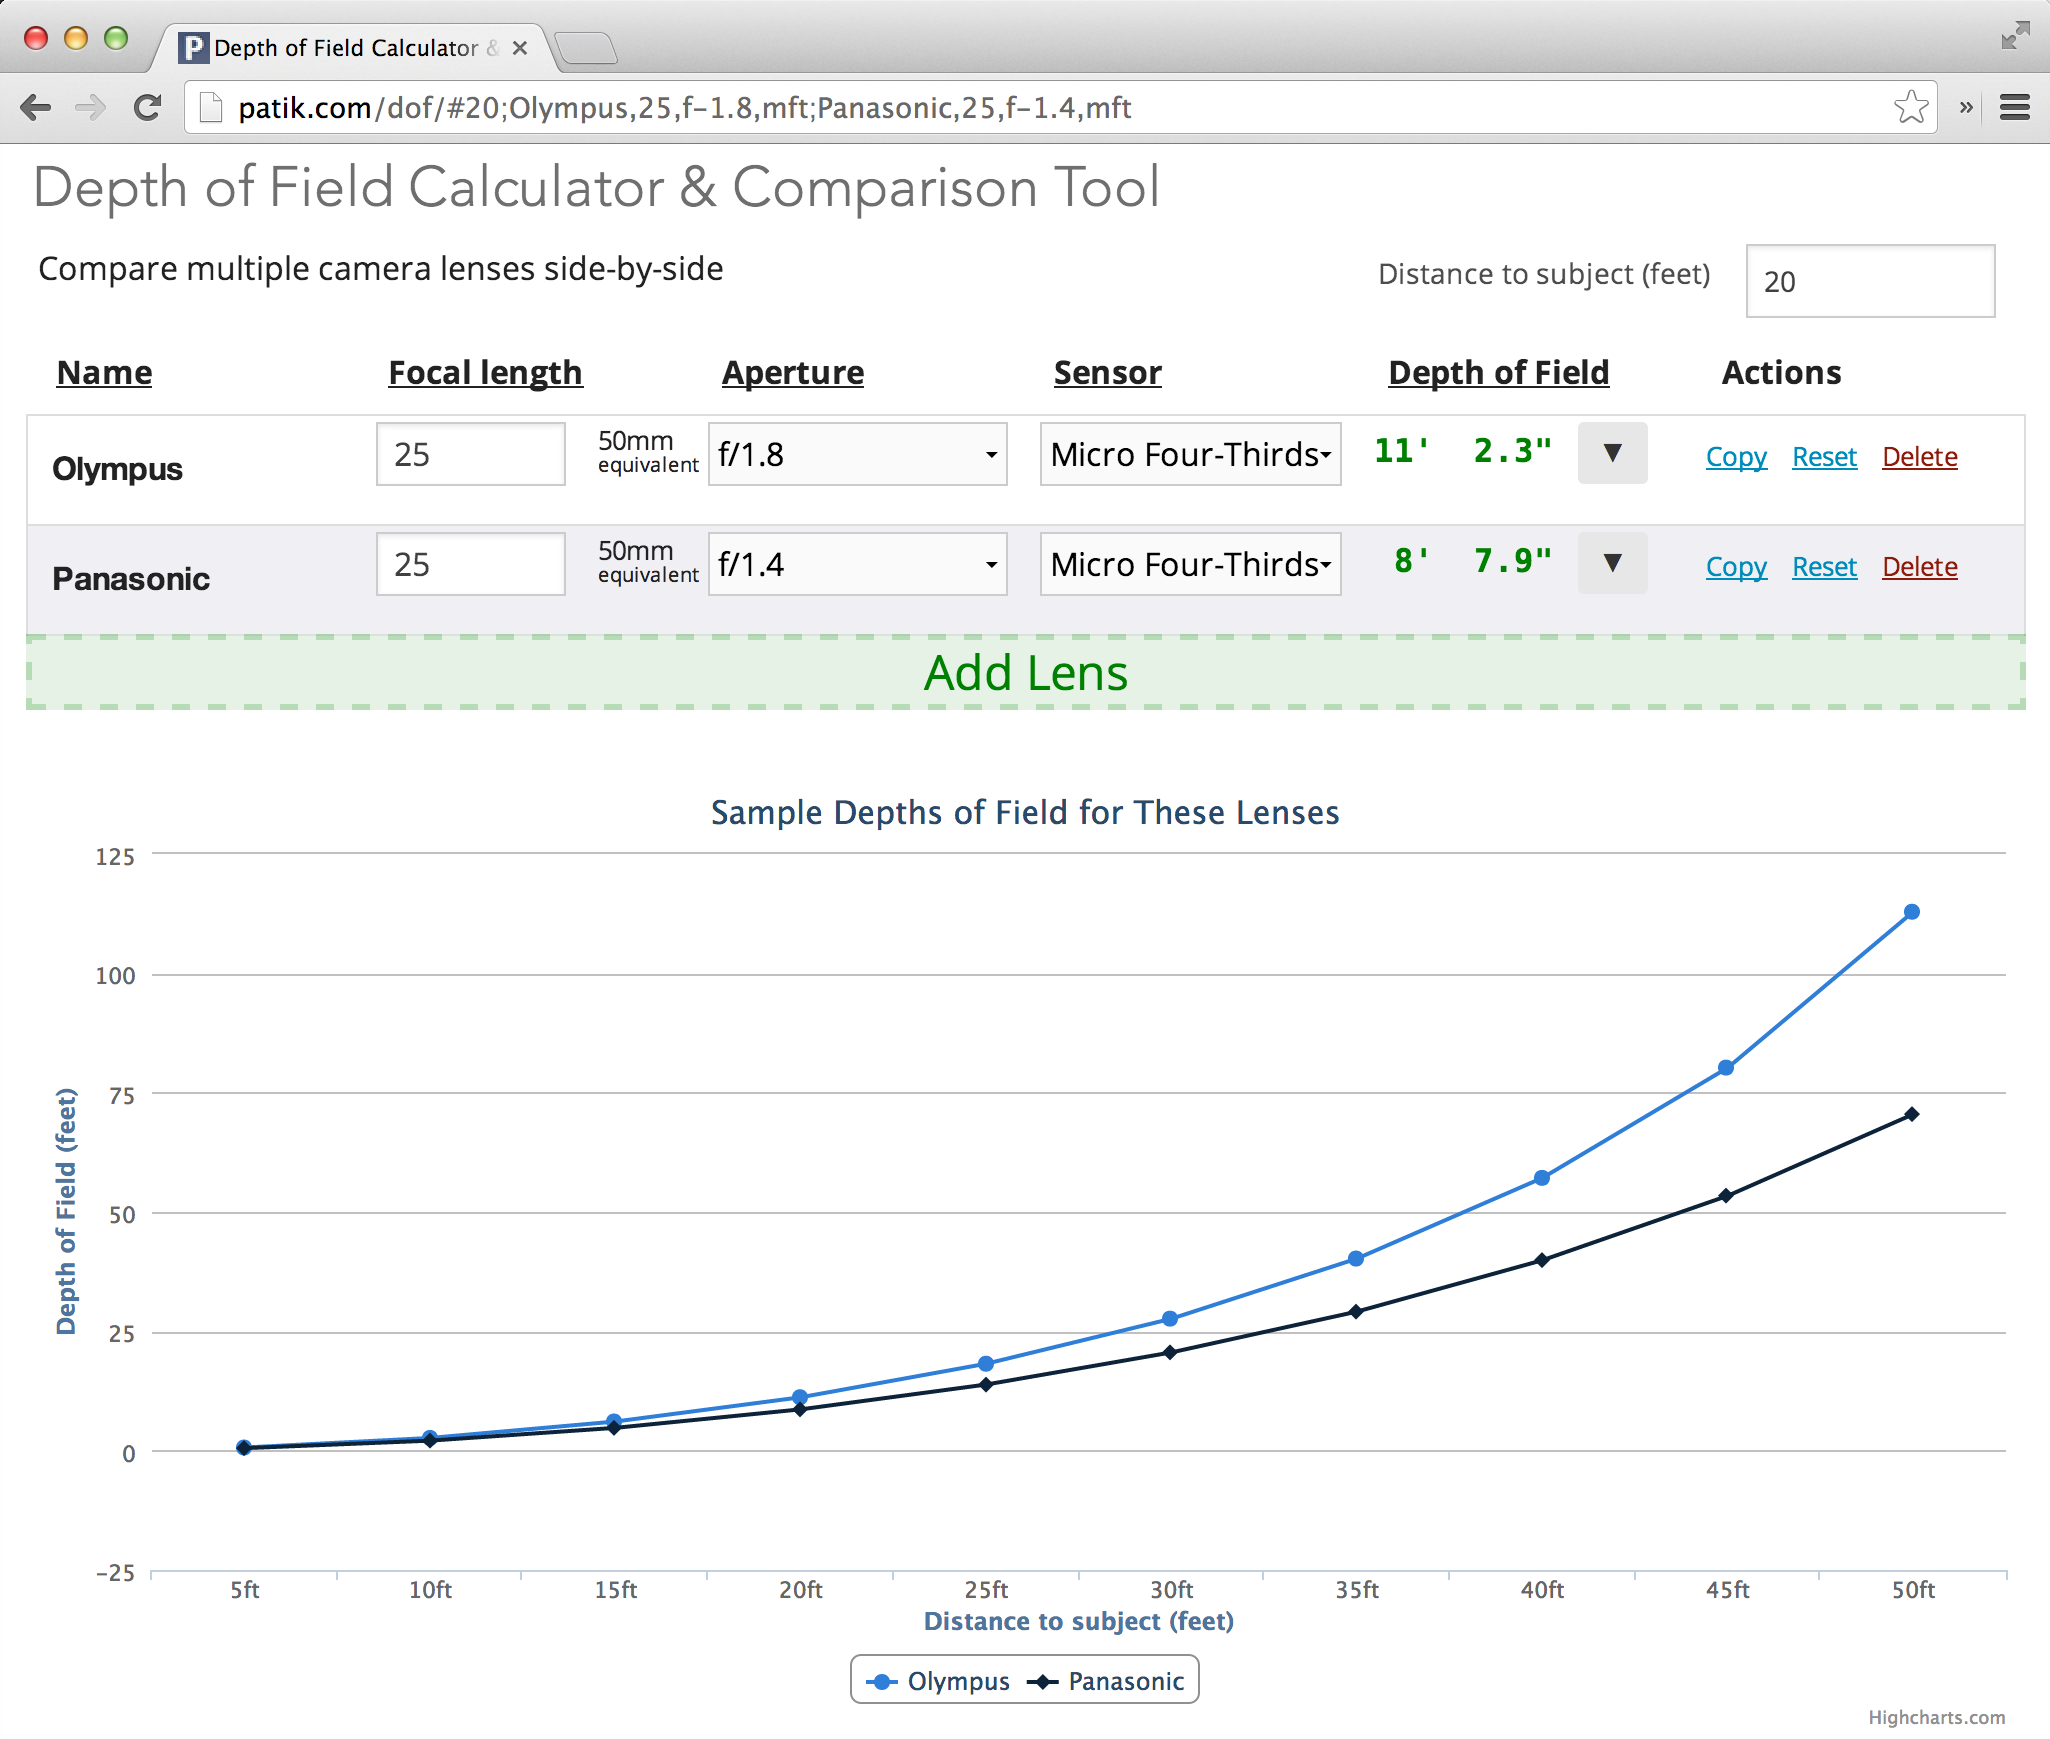 Depth of Field Calculator &
patik.com/dof/#20;Olympus,25,f-1.8,mft;Panasonic,25,f-1.4,mft
Depth of Field Calculator & Comparison Tool
Compare multiple camera lenses side-by-side
Distance to subject (feet) 20
Name Focal length Aperture Sensor Depth of Field Actions
Olympus 25 50mm equivalent f/1.8 Micro Four-Thirds 11' 2.3" ▼ Copy Reset Delete
Panasonic 25 50mm equivalent f/1.4 Micro Four-Thirds 8' 7.9" ▼ Copy Reset Delete
Add Lens
Sample Depths of Field for These Lenses
125
100
75
50
25
0
-25
Depth of Field (feet)
5ft 10ft 15ft 20ft 25ft 30ft 35ft 40ft 45ft 50ft
Distance to subject (feet)
Olympus Panasonic
Highcharts.com